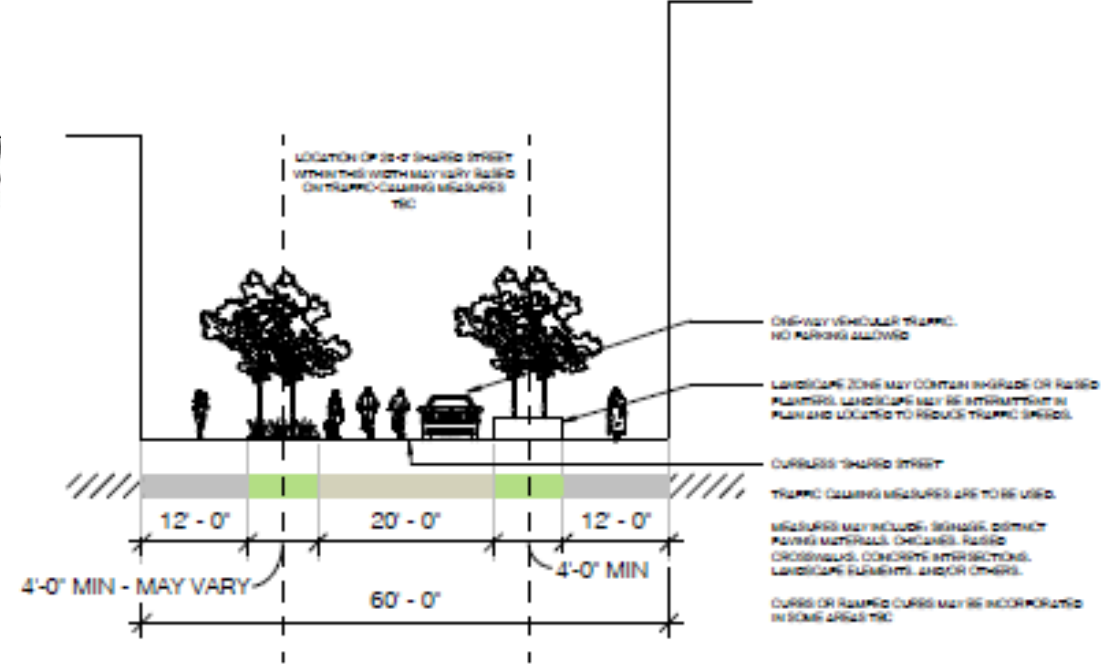 LOCATION OF 20'-0" SHARED STREET
WITHIN THIS WIDTH MAY VARY BASED
ON TRAFFIC-CALMING MEASURES
TBC
ONE-WAY VEHICULAR TRAFFIC.
NO PARKING ALLOWED
LANDSCAPE ZONE MAY CONTAIN IN-GRADE OR RAISED
PLANTERS. LANDSCAPE MAY BE INTERMITTENT IN
PLAN AND LOCATED TO REDUCE TRAFFIC SPEEDS.
CURBLESS "SHARED STREET"
TRAFFIC CALMING MEASURES ARE TO BE USED.
MEASURES MAY INCLUDE: SIGNAGE, DISTINCT
PAVING MATERIALS, CHICANES, RAISED
CROSSWALKS, CONCRETE INTERSECTIONS,
LANDSCAPE ELEMENTS, AND/OR OTHERS.
CURBS OR RAMPED CURBS MAY BE INCORPORATED
IN SOME AREAS TBC
12' - 0"
20' - 0"
12' - 0"
4'-0" MIN - MAY VARY
4'-0" MIN
60' - 0"